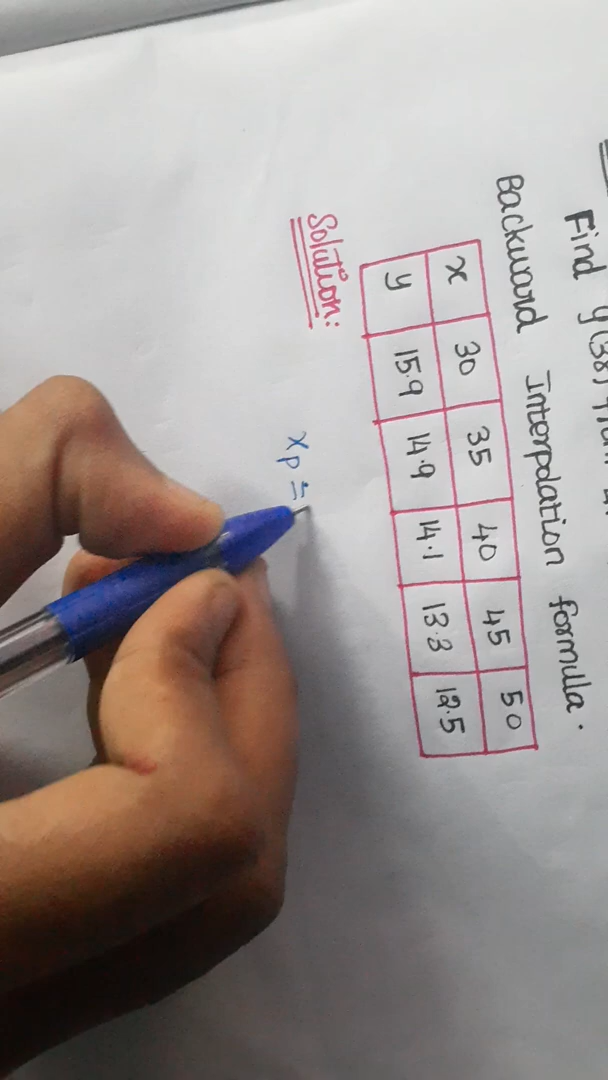 Find y(38)
Backward Interpolation formula.
x 30 35 40 45 50
y 15.9 14.9 14.1 13.3 12.5
Solution:
xp =